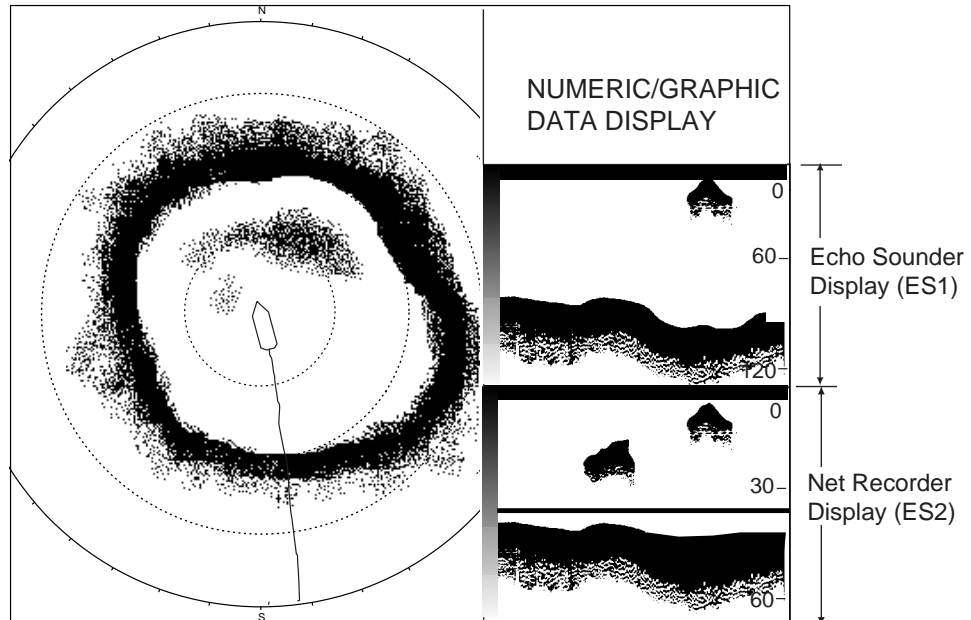 N
S
NUMERIC/GRAPHIC
DATA DISPLAY
0
60
120
Echo Sounder
Display (ES1)
0
30
60
Net Recorder
Display (ES2)